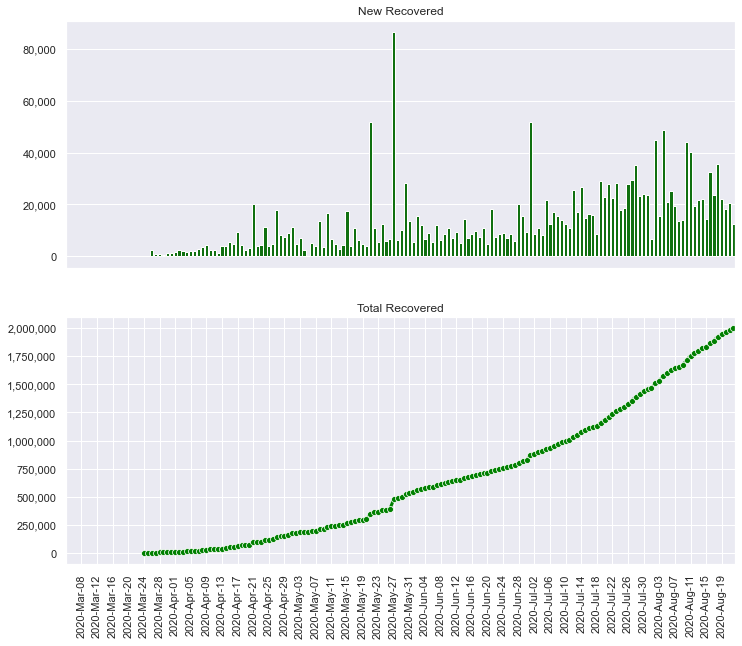 New Recovered
80,000
60,000
40,000
20,000
0
Total Recovered
2,000,000
1,750,000
1,500,000
1,250,000
1,000,000
750,000
500,000
250,000
0
2020-Mar-08
2020-Mar-12
2020-Mar-16
2020-Mar-20
2020-Mar-24
2020-Mar-28
2020-Apr-01
2020-Apr-05
2020-Apr-09
2020-Apr-13
2020-Apr-17
2020-Apr-21
2020-Apr-25
2020-Apr-29
2020-May-03
2020-May-07
2020-May-11
2020-May-15
2020-May-19
2020-May-23
2020-May-27
2020-May-31
2020-Jun-04
2020-Jun-08
2020-Jun-12
2020-Jun-16
2020-Jun-20
2020-Jun-24
2020-Jun-28
2020-Jul-02
2020-Jul-06
2020-Jul-10
2020-Jul-14
2020-Jul-18
2020-Jul-22
2020-Jul-26
2020-Jul-30
2020-Aug-03
2020-Aug-07
2020-Aug-11
2020-Aug-15
2020-Aug-19